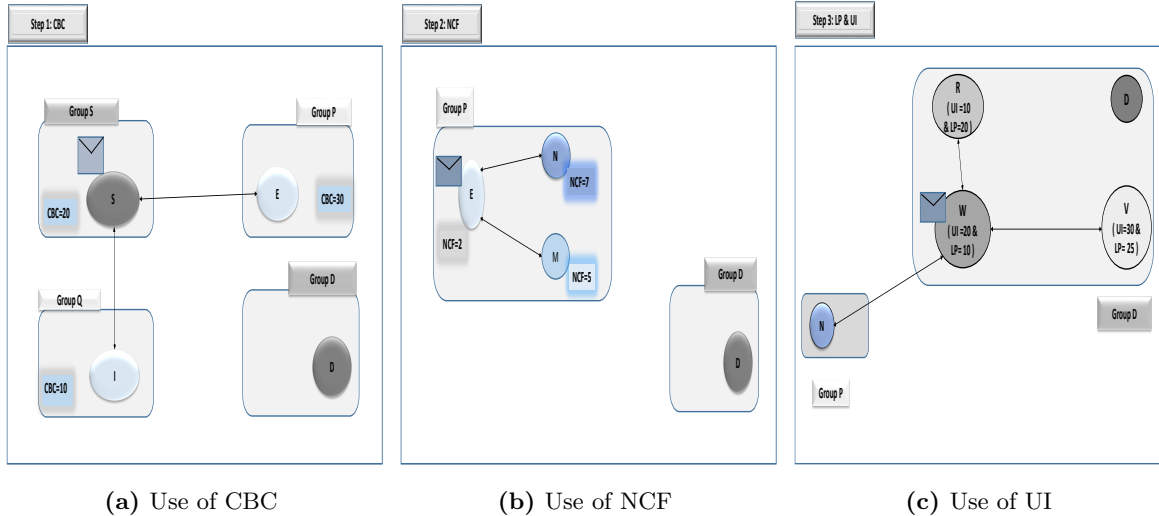 Step 1: CBC
Group S
Group P
S
E
CBC=20
CBC=30
Group Q
Group D
I
D
CBC=10
(a) Use of CBC
Step 2: NCF
Group P
N
E
NCF=7
NCF=2
M
NCF=5
Group D
D
(b) Use of NCF
Step 3: LP & UI
R
( UI =10
& LP=20 )
D
W
( UI =20 &
LP= 10 )
V
( UI=30 &
LP= 25 )
N
Group D
Group P
(c) Use of UI